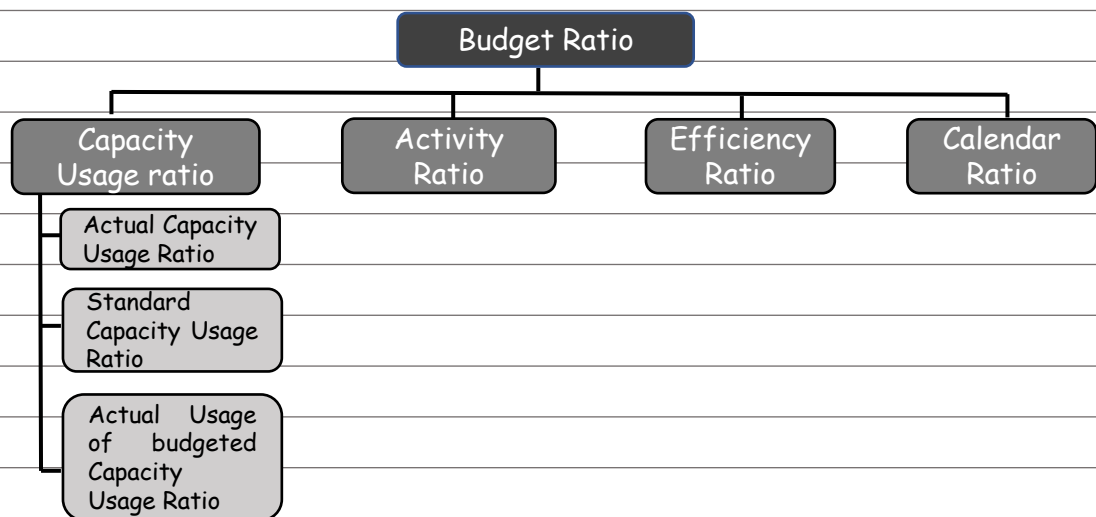 Budget Ratio
Capacity
Usage ratio
Activity
Ratio
Efficiency
Ratio
Calendar
Ratio
Actual Capacity
Usage Ratio
Standard
Capacity Usage
Ratio
Actual Usage
of budgeted
Capacity
Usage Ratio